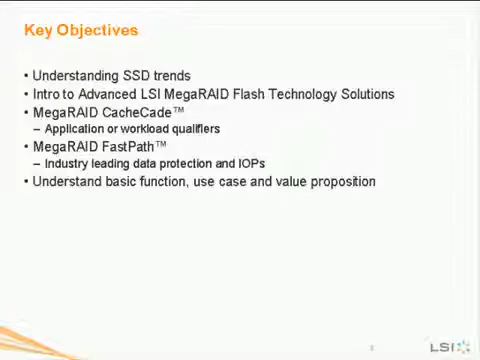 Key Objectives
• Understanding SSD trends
• Intro to Advanced LSI MegaRAID Flash Technology Solutions
• MegaRAID CacheCade™
– Application or workload qualifiers
• MegaRAID FastPath™
– Industry leading data protection and IOPs
• Understand basic function, use case and value proposition
LSI